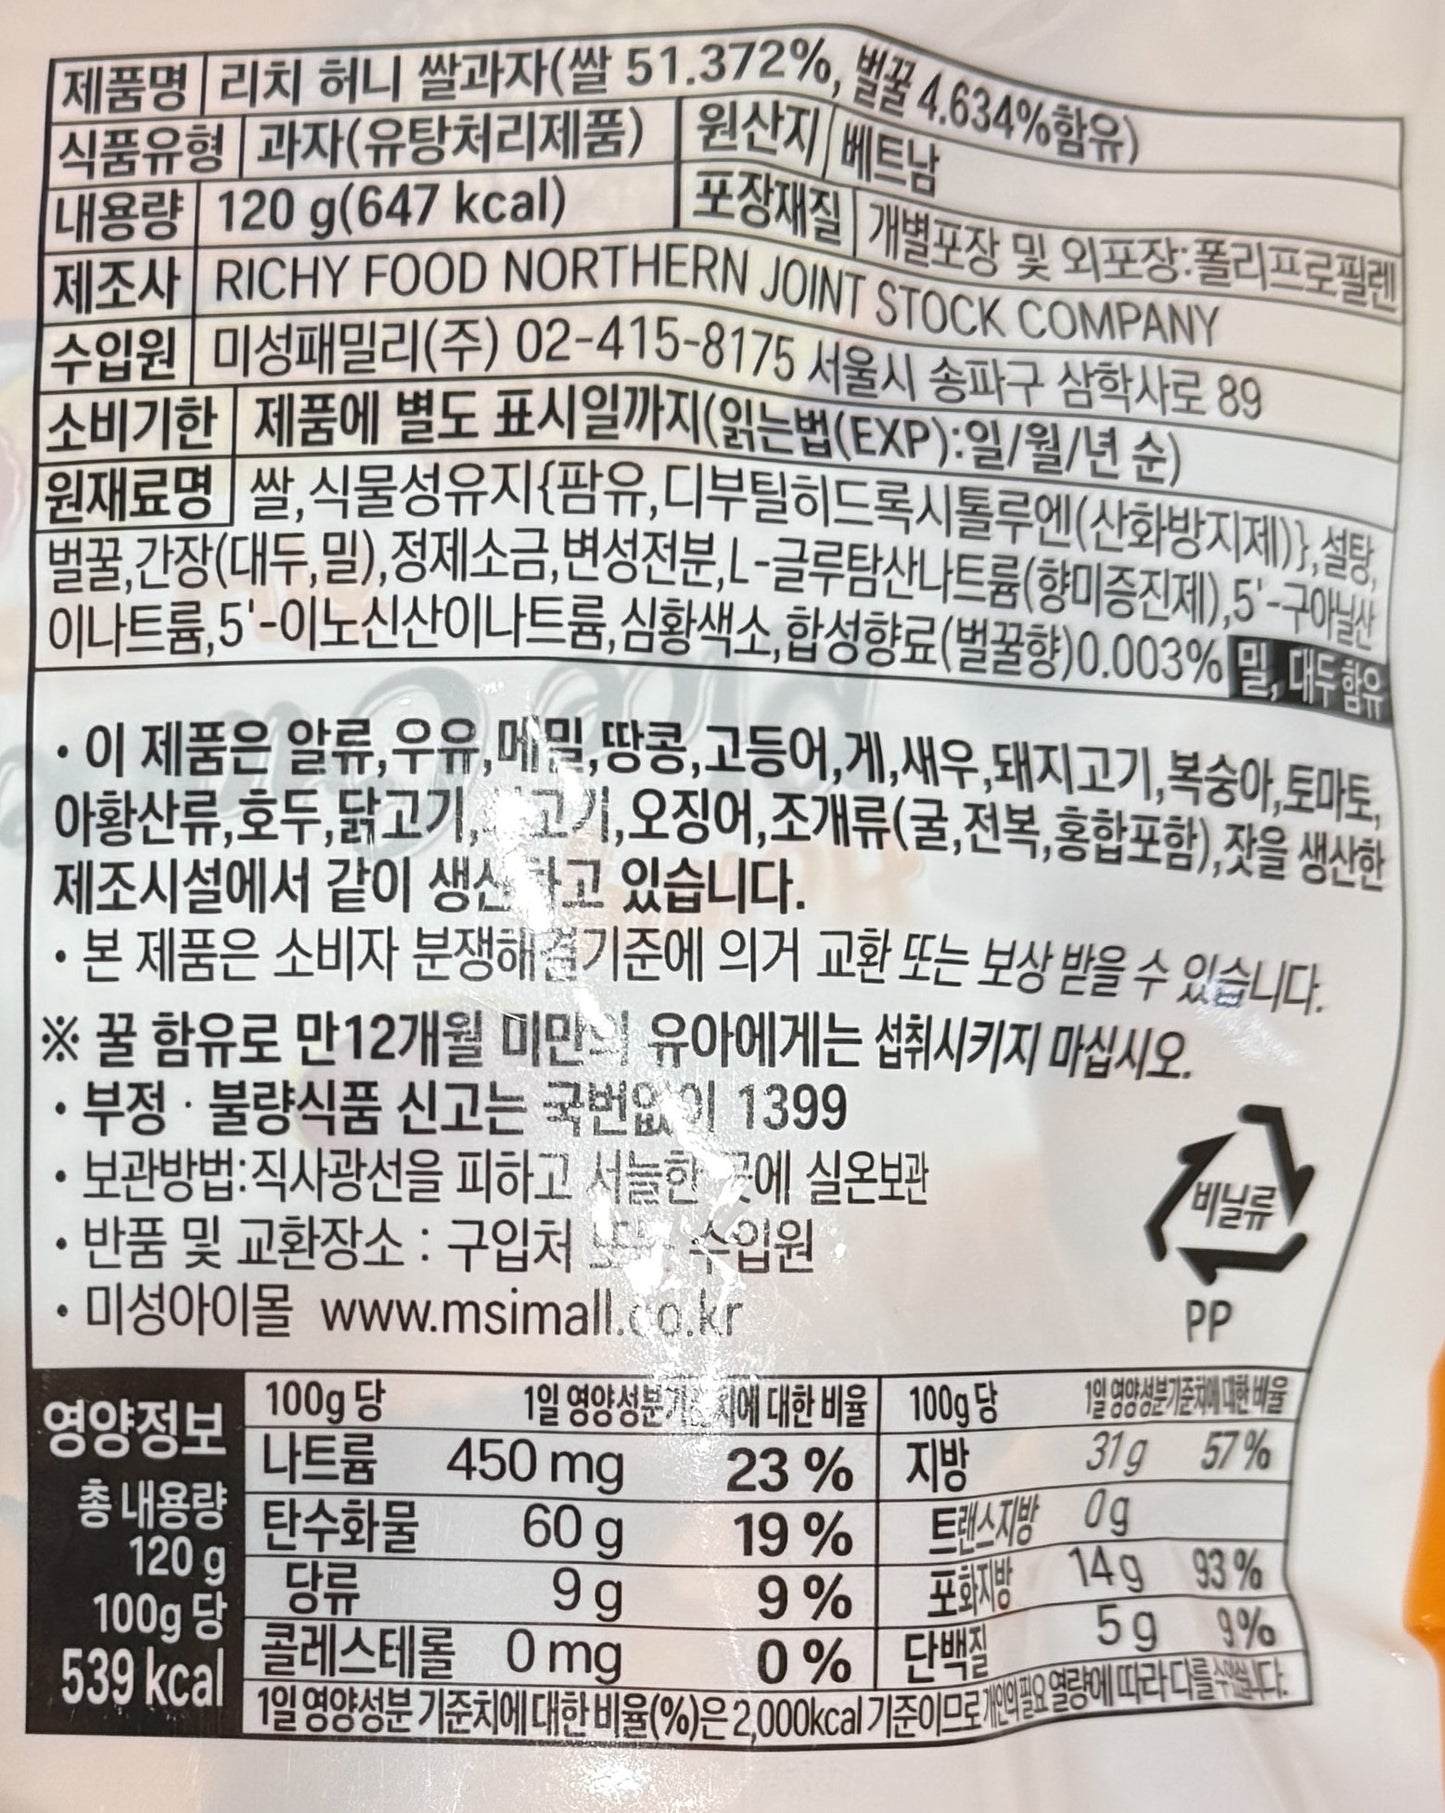 제품명 리치 허니 쌀과자(쌀 51.372%, 벌꿀 4.634%함유)
식품유형 과자(유탕처리제품) 원산지 베트남
내용량 120 g(647 kcal) 포장재질 개별포장 및 외포장:폴리프로필렌
제조사 RICHY FOOD NORTHERN JOINT STOCK COMPANY
수입원 미성패밀리(주) 02-415-8175 서울시 송파구 삼학사로 89
소비기한 제품에 별도 표시일까지(읽는법(EXP):일/월/년 순)
원재료명 쌀,식물성유지{팜유,디부틸히드록시톨루엔(산화방지제)},설탕,
벌꿀,간장(대두,밀),정제소금,변성전분,L-글루탐산나트륨(향미증진제),5'-구아닐산
이나트륨,5'-이노신산이나트륨,심황색소,합성향료(벌꿀향)0.003% 밀, 대두 함유
• 이 제품은 알류,우유,메밀,땅콩,고등어,게,새우,돼지고기,복숭아,토마토,
아황산류,호두,닭고기,오징어,조개류(굴,전복,홍합포함),잣을 생산한
제조시설에서 같이 생산하고 있습니다.
• 본 제품은 소비자 분쟁해결기준에 의거 교환 또는 보상 받을 수 있습니다.
※ 꿀 함유로 만12개월 미만의 유아에게는 섭취시키지 마십시오.
• 부정 · 불량식품 신고는 국번없이 1399
• 보관방법:직사광선을 피하고 서늘한 곳에 실온보관
• 반품 및 교환장소 : 구입처 또는 수입원
• 미성아이몰 www.msimall.co.kr
비닐류
PP
영양정보
총 내용량
120 g
100g 당
539 kcal
100g 당 1일 영양성분기준치에 대한 비율 100g 당 1일 영양성분기준치에 대한 비율
나트륨 450 mg 23 % 지방 31 g 57 %
탄수화물 60 g 19 % 트랜스지방 0 g
당류 9 g 9 % 포화지방 14 g 93 %
콜레스테롤 0 mg 0 % 단백질 5 g 9 %
1일 영양성분 기준치에 대한 비율(%)은 2,000kcal 기준이므로 개인의 필요 열량에 따라 다를 수 있습니다.